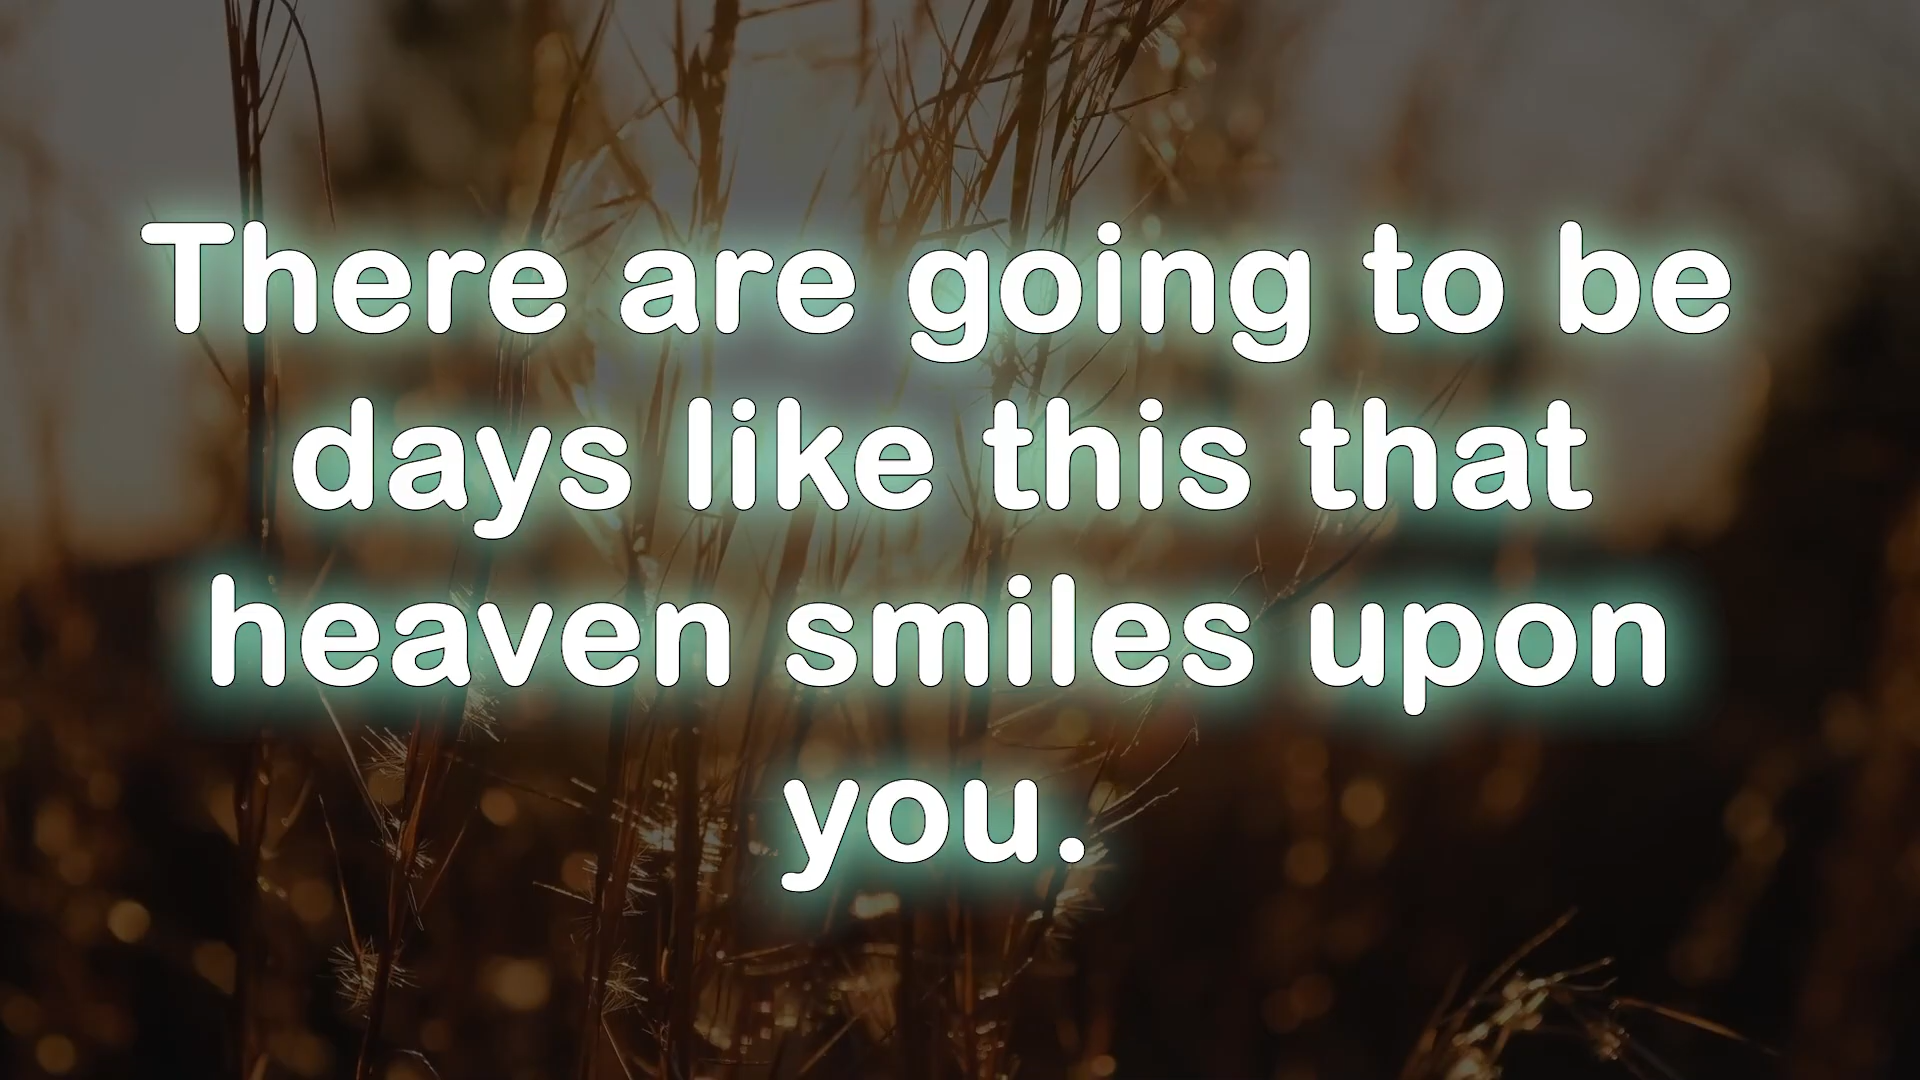 There are going to be
days like this that
heaven smiles upon
you.